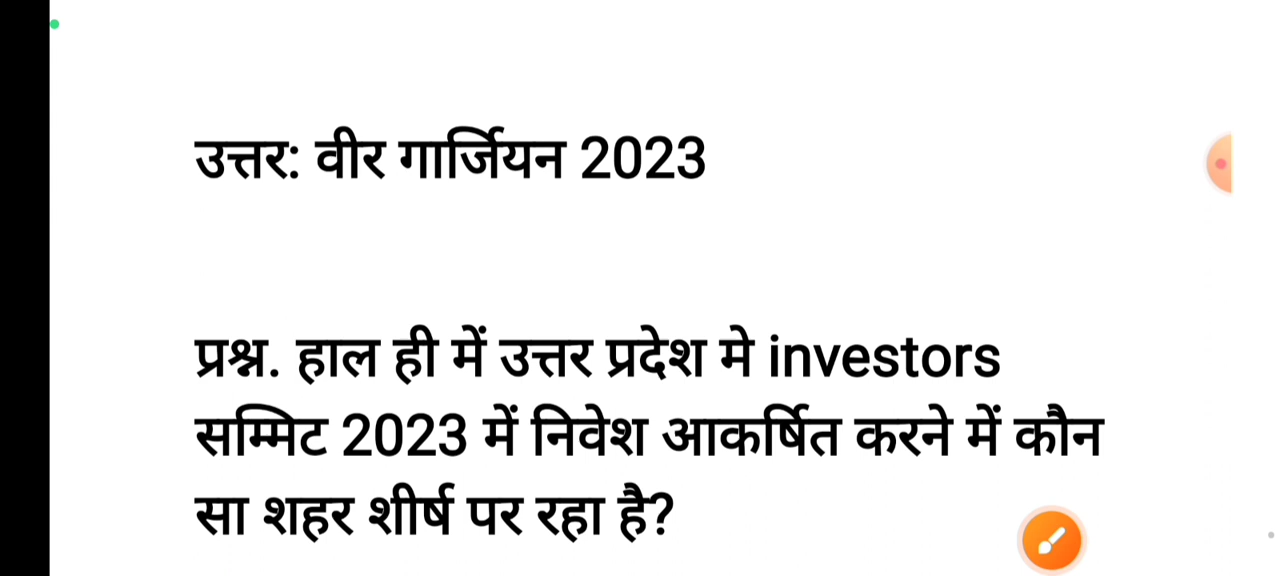 उत्तर: वीर गार्जियन 2023
प्रश्न. हाल ही में उत्तर प्रदेश मे investors
सम्मिट 2023 में निवेश आकर्षित करने में कौन
सा शहर शीर्ष पर रहा है?